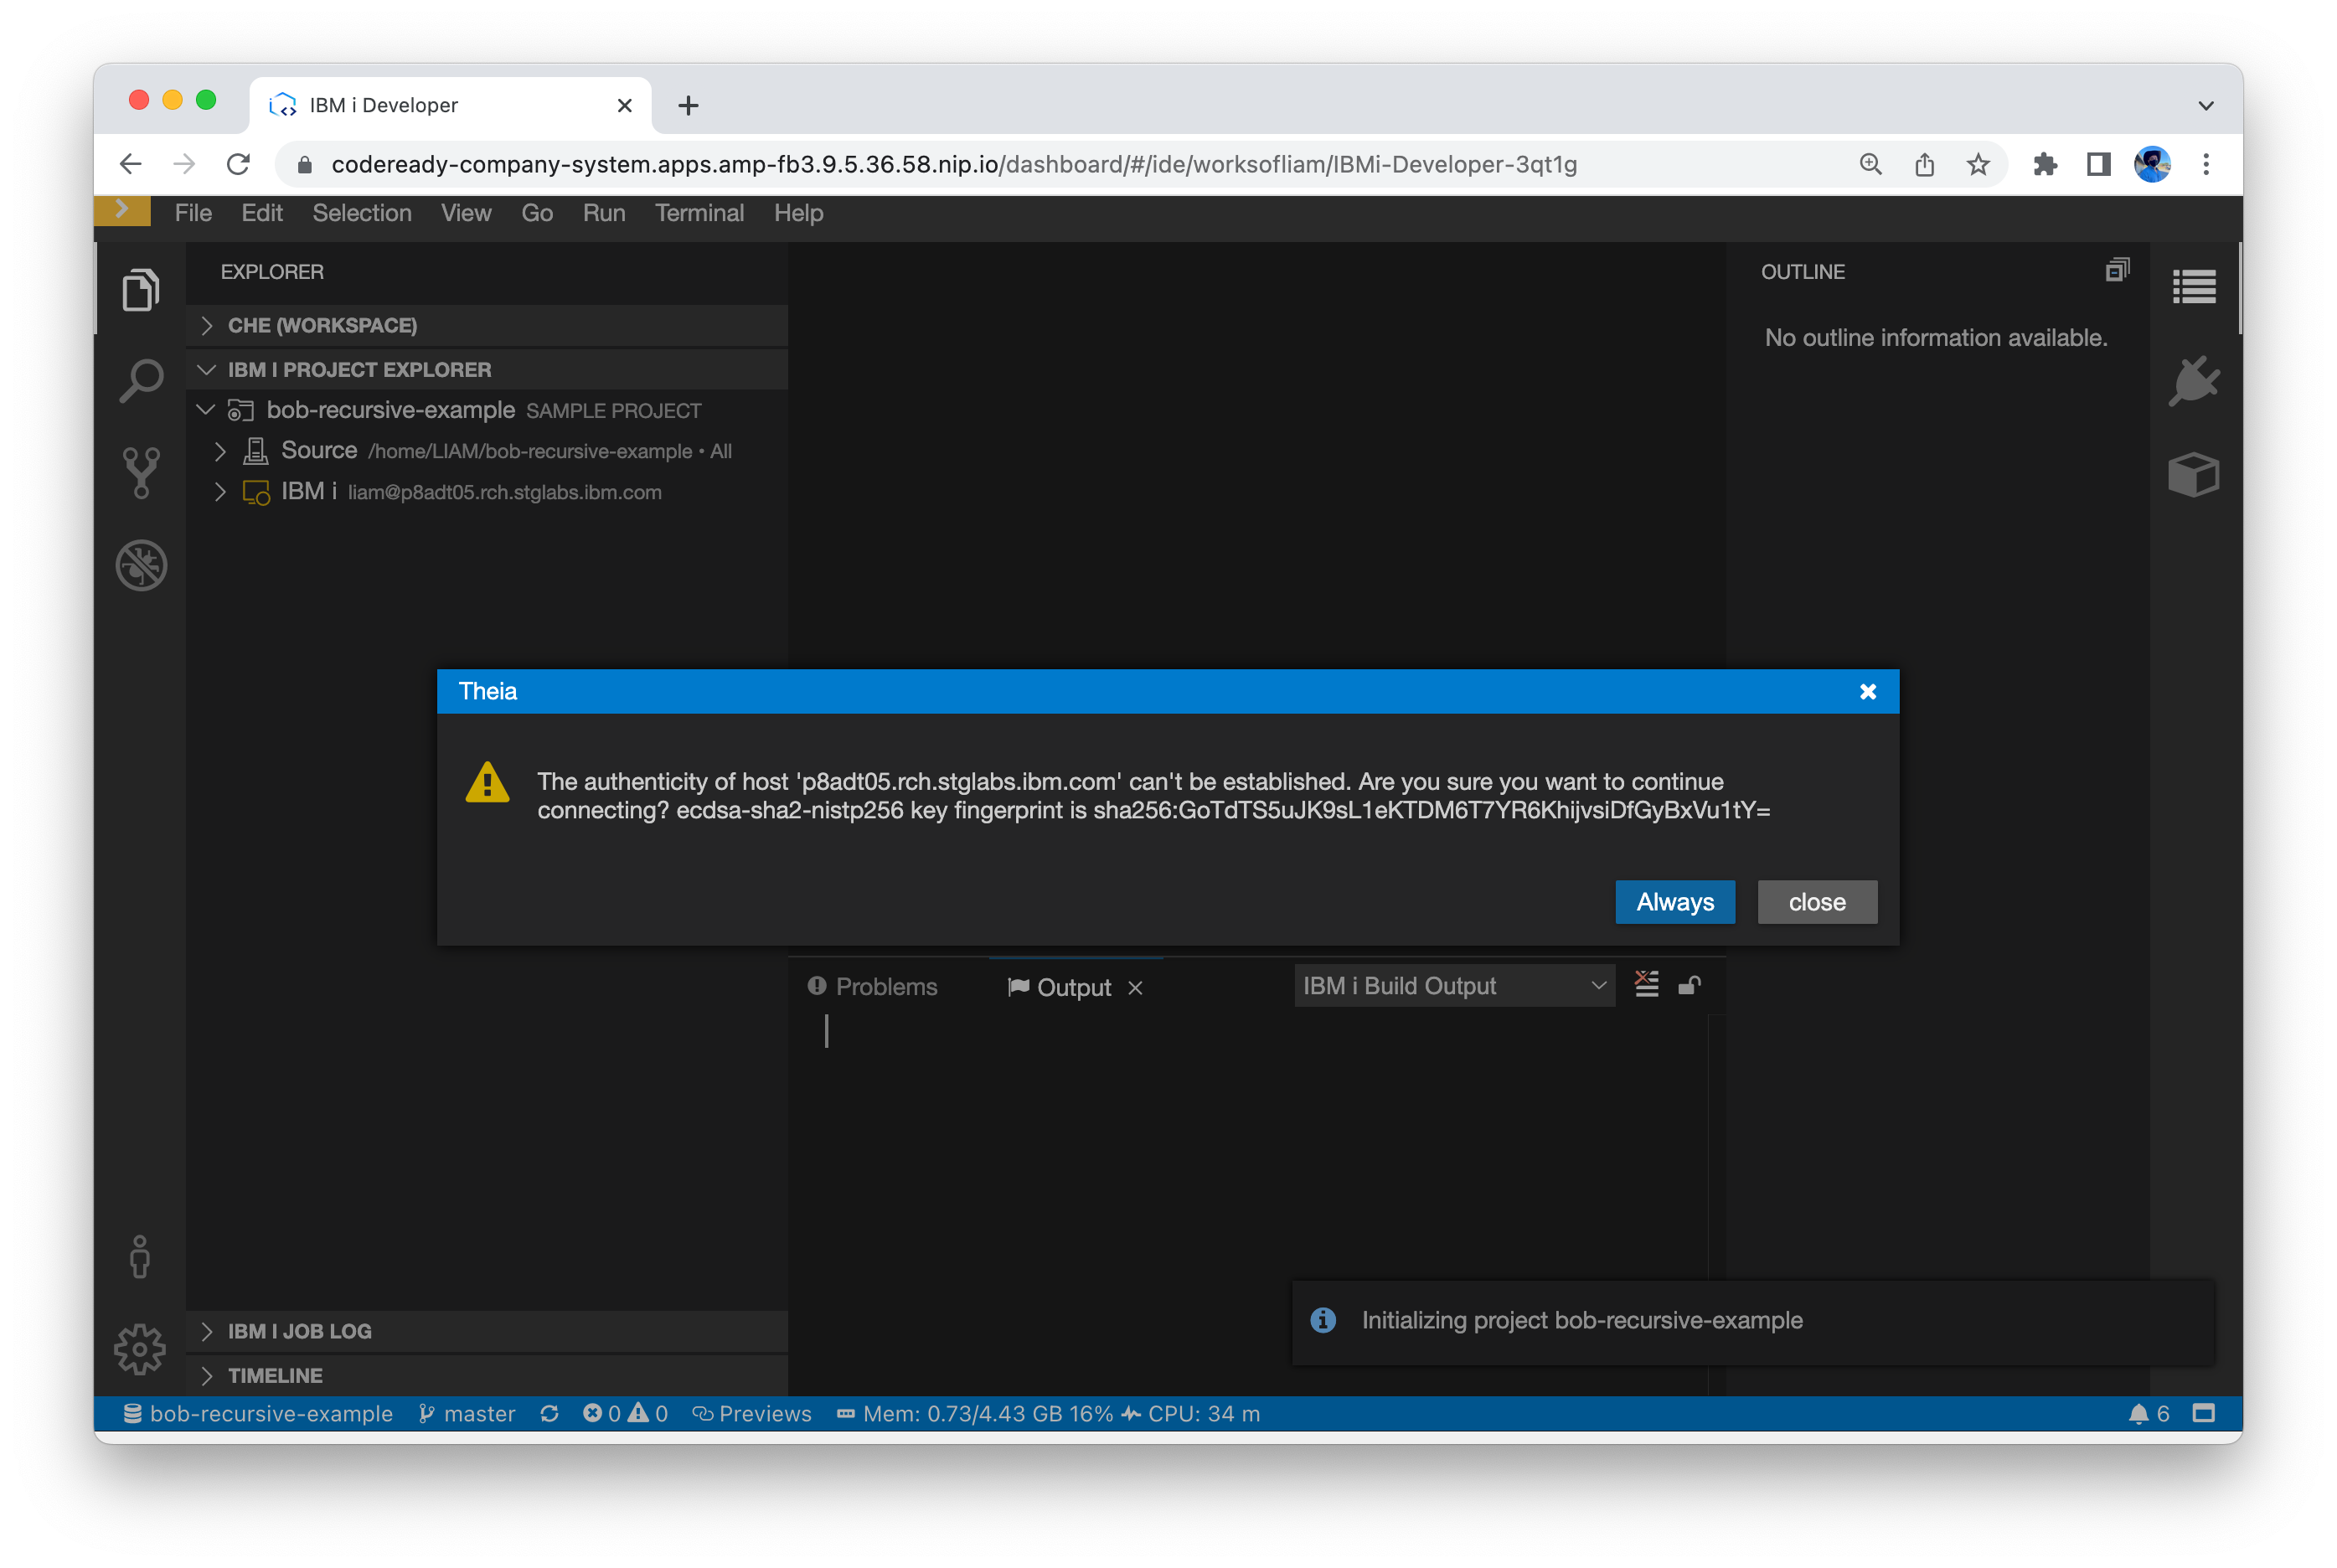 IBM i Developer
codeready-company-system.apps.amp-fb3.9.5.36.58.nip.io/dashboard/#/ide/worksofliam/IBMi-Developer-3qt1g
File Edit Selection View Go Run Terminal Help
EXPLORER
CHE (WORKSPACE)
IBM I PROJECT EXPLORER
bob-recursive-example SAMPLE PROJECT
Source /home/LIAM/bob-recursive-example • All
IBM i liam@p8adt05.rch.stglabs.ibm.com
OUTLINE
No outline information available.
Theia
The authenticity of host 'p8adt05.rch.stglabs.ibm.com' can't be established. Are you sure you want to continue
connecting? ecdsa-sha2-nistp256 key fingerprint is sha256:GoTdTS5uJK9sL1eKTDM6T7YR6KhijvsiDfGyBxVu1tY=
Always close
Problems Output IBM i Build Output
Initializing project bob-recursive-example
IBM I JOB LOG
TIMELINE
bob-recursive-example master 0 0 Previews Mem: 0.73/4.43 GB 16% CPU: 34 m 6